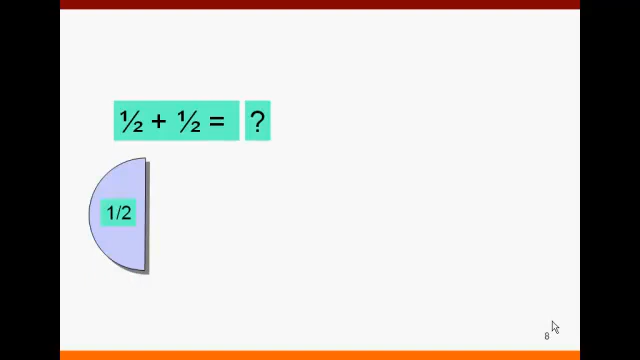 ½ + ½ = ?
1/2
8